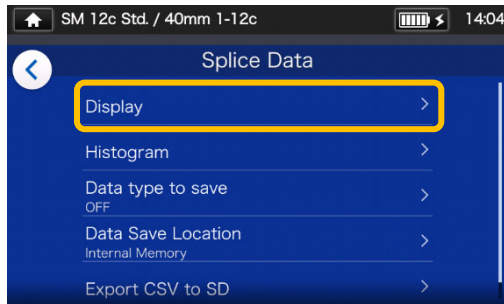 SM 12c Std. / 40mm 1-12c
14:04
Splice Data
Display
Histogram
Data type to save
OFF
Data Save Location
Internal Memory
Export CSV to SD